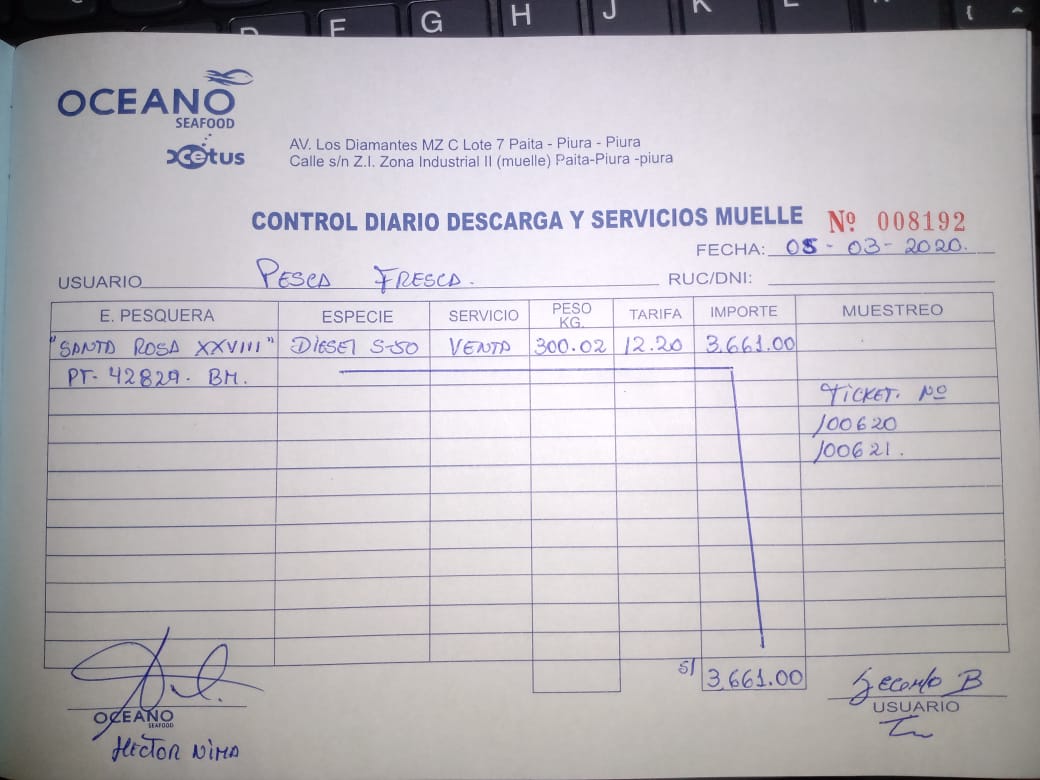 OCEANO
SEAFOOD
xcetus
AV. Los Diamantes MZ C Lote 7 Paita - Piura - Piura
Calle s/n Z.I. Zona Industrial II (muelle) Paita-Piura -piura
CONTROL DIARIO DESCARGA Y SERVICIOS MUELLE Nº 008192
FECHA: 05 - 03 - 2020.
USUARIO PESCA FRESCA. RUC/DNI:
E. PESQUERA ESPECIE SERVICIO PESO KG. TARIFA IMPORTE MUESTREO
"SANTA ROSA XXVIII" DIESEL S-50 VENTA 300.02 12.20 3.661.00
PT- 42829. BM.
TICKET. Nº
100620
100621.
S/ 3.661.00
B
USUARIO
OCEANO
SEAFOOD
HECTOR NIMA
G H J K